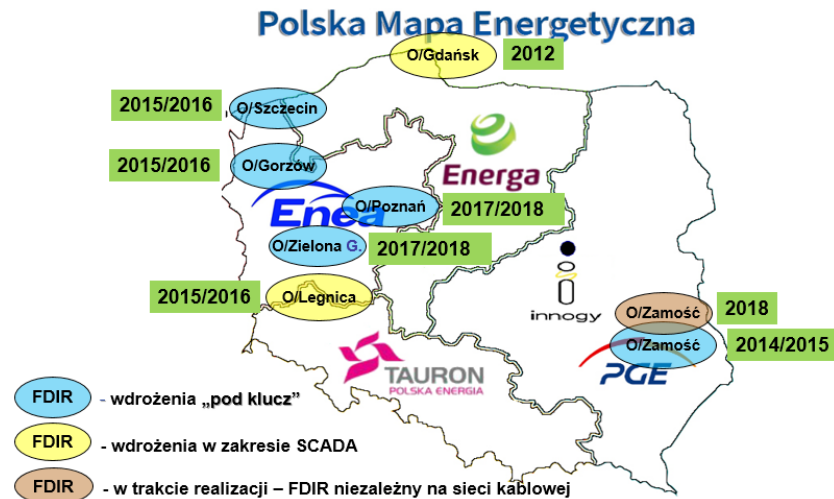 Polska Mapa Energetyczna
O/Gdańsk
2012
2015/2016
O/Szczecin
2015/2016
O/Gorzów
Energa
Enea
O/Poznań
2017/2018
O/Zielona G.
2017/2018
2015/2016
O/Legnica
innogy
O/Zamość
2018
O/Zamość
2014/2015
TAURON
POLSKA ENERGIA
PGE
FDIR - wdrożenia „pod klucz”
FDIR - wdrożenia w zakresie SCADA
FDIR - w trakcie realizacji – FDIR niezależny na sieci kablowej